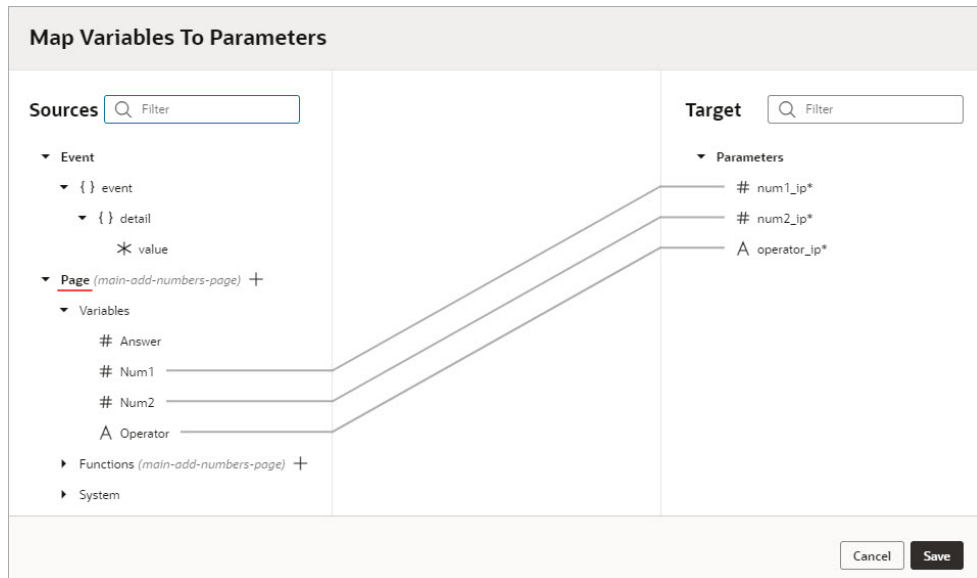 Map Variables To Parameters
Sources Filter
Event
{ } event
{ } detail
value
Page (main-add-numbers-page) +
Variables
# Answer
# Num1
# Num2
A Operator
Functions (main-add-numbers-page) +
System
Target Filter
Parameters
# num1_ip*
# num2_ip*
A operator_ip*
Cancel Save